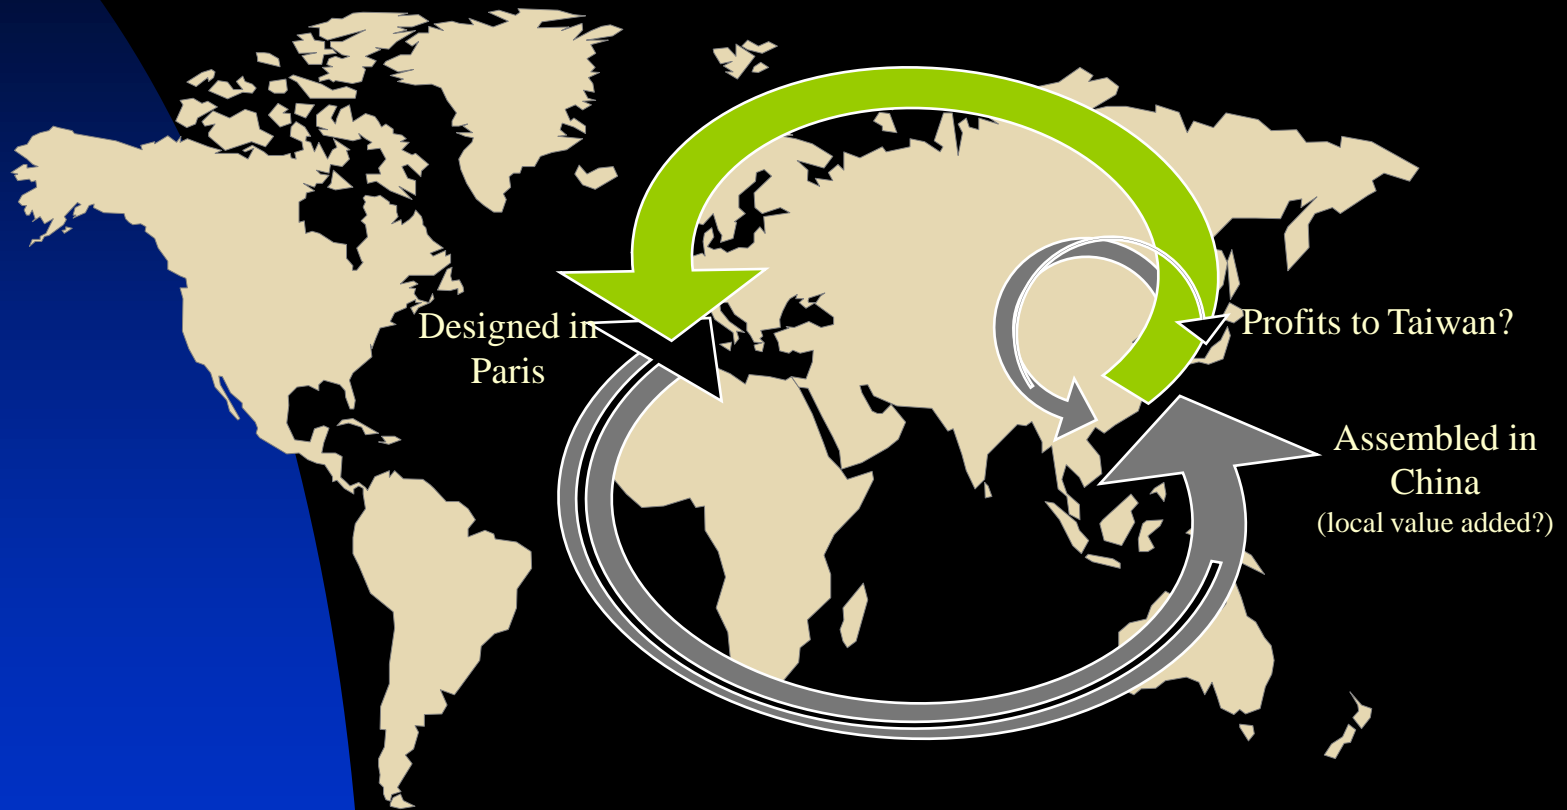 Designed in
Paris
Profits to Taiwan?
Assembled in
China
(local value added?)